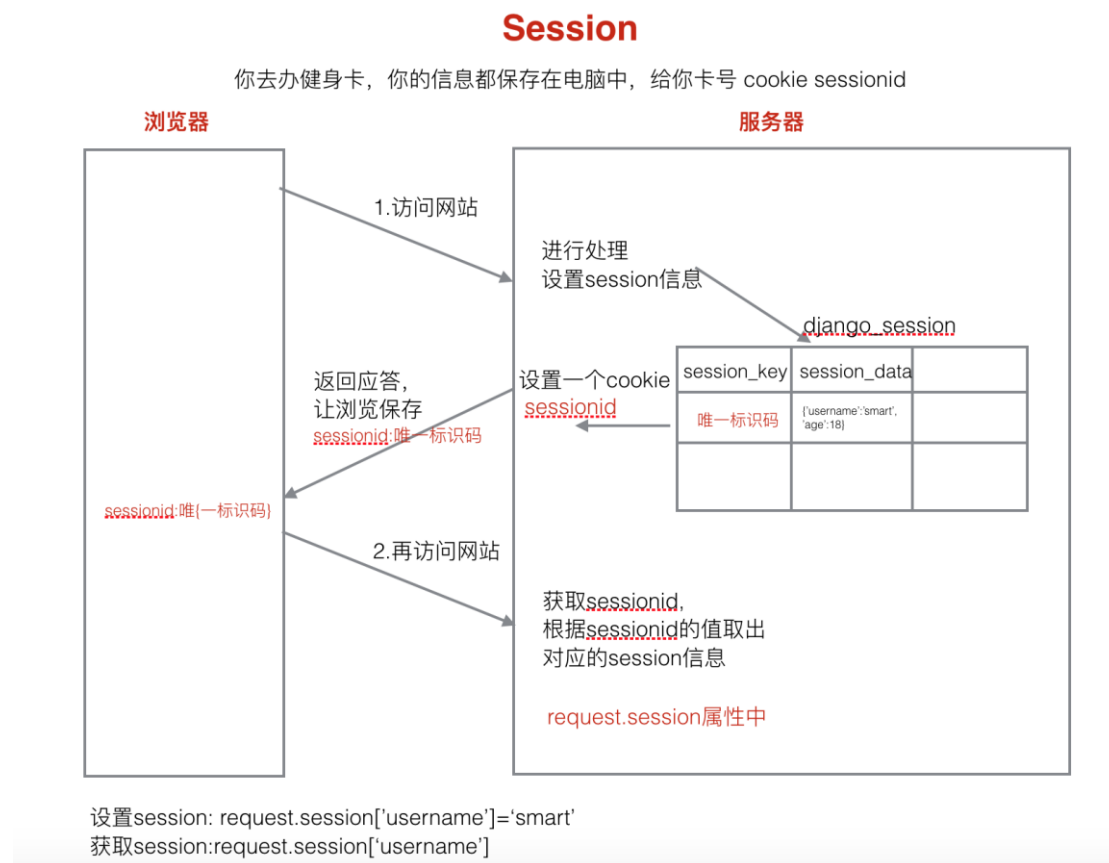 Session
你去办健身卡，你的信息都保存在电脑中，给你卡号 cookie sessionid
浏览器
服务器
1.访问网站
进行处理
设置session信息
django_session
session_key
session_data
唯一标识码
{'username':'smart',
'age':18}
设置一个cookie
sessionid
返回应答，
让浏览保存
sessionid:唯一标识码
sessionid:唯{一标识码}
2.再访问网站
获取sessionid,
根据sessionid的值取出
对应的session信息
request.session属性中
设置session: request.session['username']=‘smart’
获取session:request.session[‘username’]